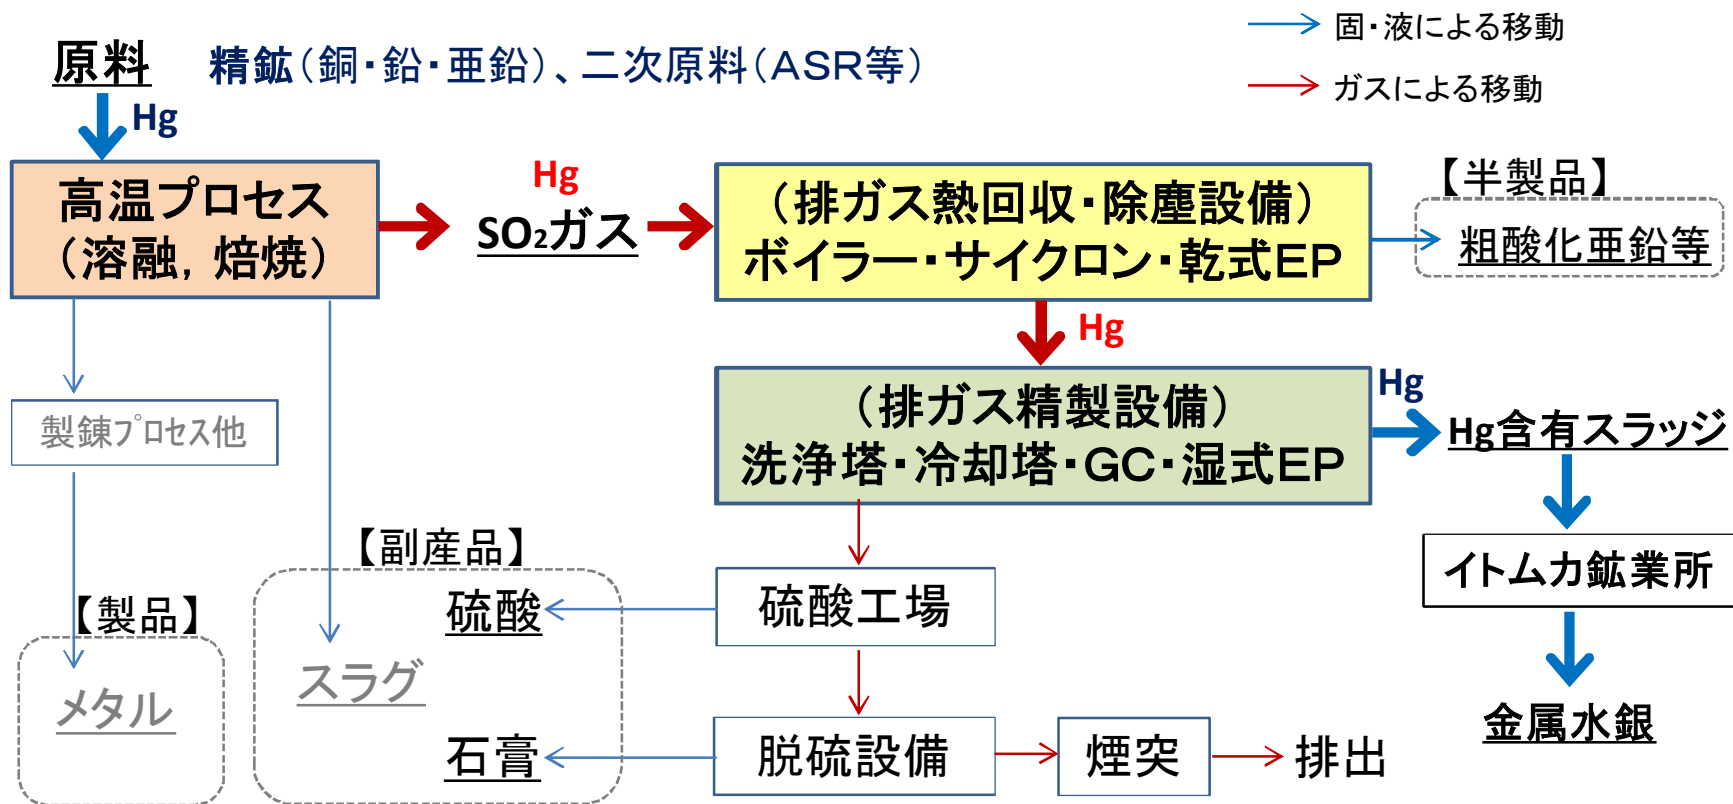 固・液による移動
原料 精鉱(銅・鉛・亜鉛)、二次原料(ASR等)
ガスによる移動
Hg
高温プロセス
(溶融, 焙焼)
Hg
SO₂ガス
(排ガス熱回収・除塵設備)
ボイラー・サイクロン・乾式EP
【半製品】
粗酸化亜鉛等
Hg
(排ガス精製設備)
洗浄塔・冷却塔・GC・湿式EP
Hg
Hg含有スラッジ
製錬プロセス他
イトムカ鉱業所
金属水銀
【副産品】
硫酸
スラグ
石膏
【製品】
メタル
硫酸工場
脱硫設備
煙突
排出